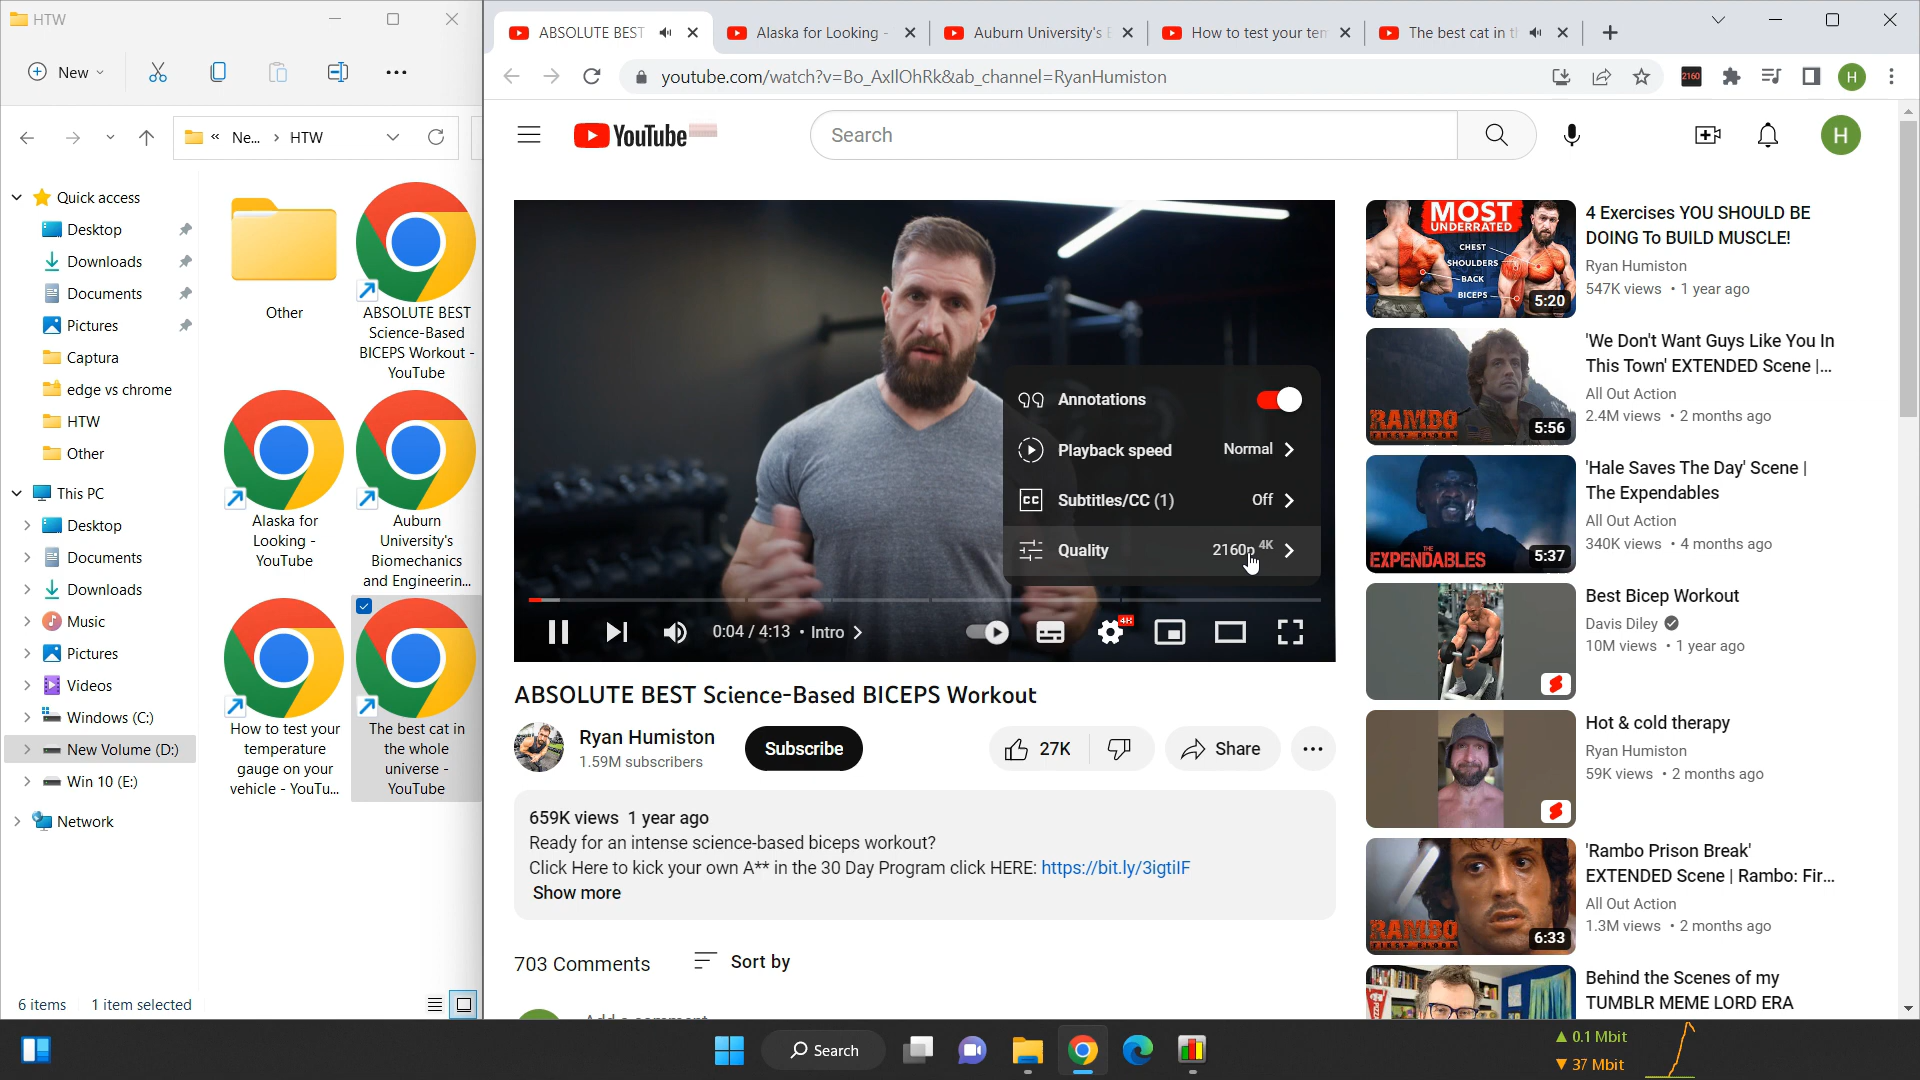 HTW
New
Ne...
HTW
Quick access
Desktop
Downloads
Documents
Pictures
Captura
edge vs chrome
HTW
Other
This PC
Desktop
Documents
Downloads
Music
Pictures
Videos
Windows (C:)
New Volume (D:)
Win 10 (E:)
Network
Other
ABSOLUTE BEST
Science-Based
BICEPS Workout -
YouTube
Alaska for
Looking -
YouTube
Auburn
University's
Biomechanics
and Engineerin...
How to test your
temperature
gauge on your
vehicle - YouTu...
The best cat in
the whole
universe -
YouTube
6 items 1 item selected
ABSOLUTE BEST
Alaska for Looking -
Auburn University's
How to test your ten
The best cat in
youtube.com/watch?v=Bo_AxIlOhRk&ab_channel=RyanHumiston
2160
H
YouTube
Search
H
Annotations
Playback speed Normal
CC Subtitles/CC (1) Off
Quality 2160p 4K
0:04 / 4:13 • Intro
4K
ABSOLUTE BEST Science-Based BICEPS Workout
Ryan Humiston
1.59M subscribers
Subscribe
27K
Share
659K views 1 year ago
Ready for an intense science-based biceps workout?
Click Here to kick your own A** in the 30 Day Program click HERE: https://bit.ly/3igtiIF
Show more
703 Comments
Sort by
MOST
UNDERRATED
CHEST
SHOULDERS
BACK
BICEPS
5:20
4 Exercises YOU SHOULD BE
DOING To BUILD MUSCLE!
Ryan Humiston
547K views • 1 year ago
RAMBO
FIRST BLOOD
5:56
'We Don't Want Guys Like You In
This Town' EXTENDED Scene |...
All Out Action
2.4M views • 2 months ago
THE
EXPENDABLES
5:37
'Hale Saves The Day' Scene |
The Expendables
All Out Action
340K views • 4 months ago
Best Bicep Workout
Davis Diley
10M views • 1 year ago
Hot & cold therapy
Ryan Humiston
59K views • 2 months ago
RAMBO
FIRST BLOOD
6:33
'Rambo Prison Break'
EXTENDED Scene | Rambo: Fir...
All Out Action
1.3M views • 2 months ago
Behind the Scenes of my
TUMBLR MEME LORD ERA
Search
0.1 Mbit
37 Mbit